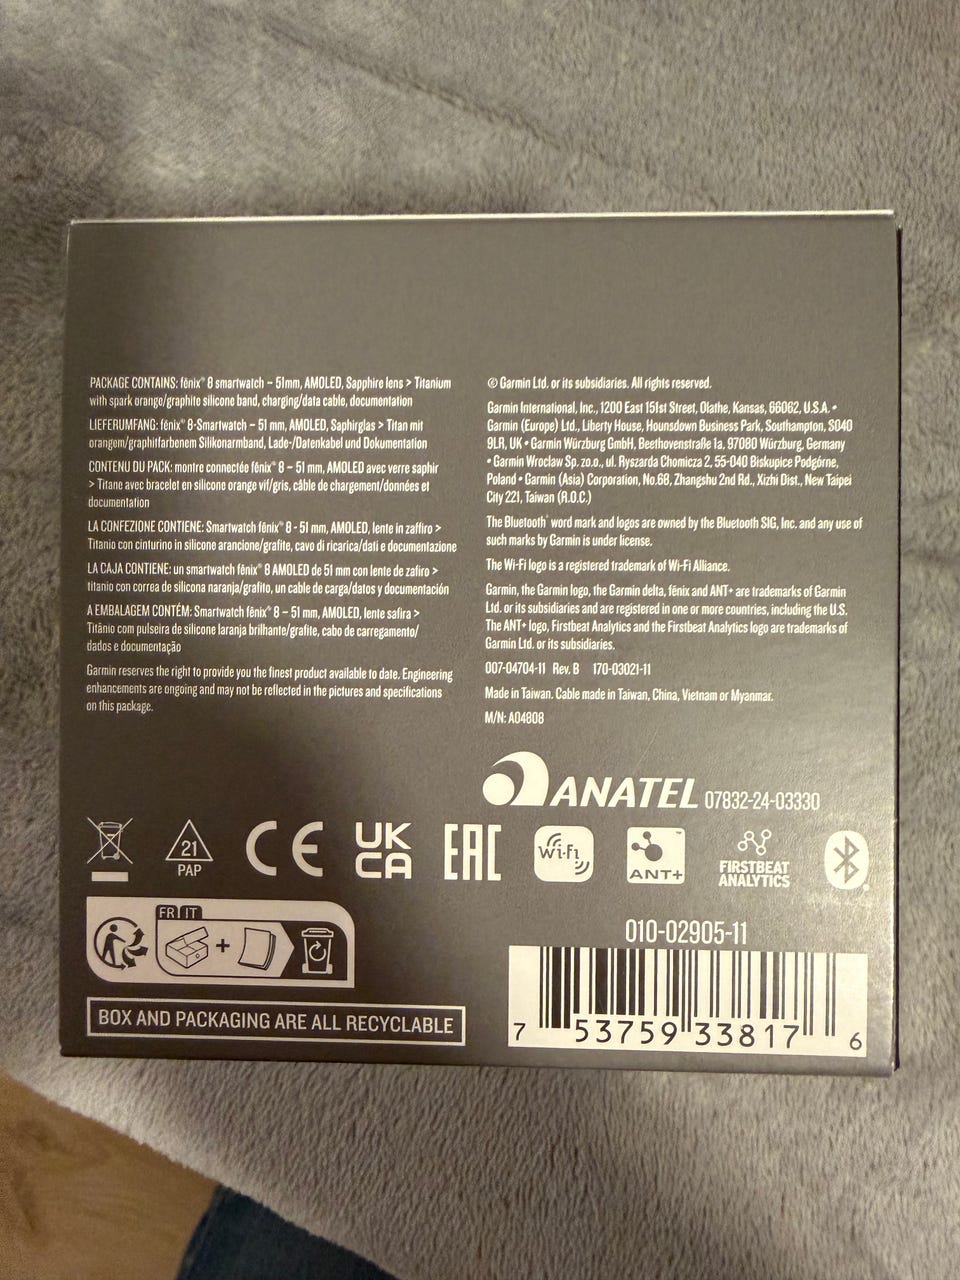 PACKAGE CONTAINS: fēnix® 8 smartwatch – 51mm, AMOLED, Sapphire lens > Titanium
with spark orange/graphite silicone band, charging/data cable, documentation
LIEFERUMFANG: fēnix® 8-Smartwatch – 51 mm, AMOLED, Saphirglas > Titan mit
orangem/graphitfarbenem Silikonarmband, Lade-/Datenkabel und Dokumentation
CONTENU DU PACK: montre connectée fēnix® 8 – 51 mm, AMOLED avec verre saphir
> Titane avec bracelet en silicone orange vif/gris, câble de chargement/données et
documentation
LA CONFEZIONE CONTIENE: Smartwatch fēnix® 8 - 51 mm, AMOLED, lente in zaffiro >
Titanio con cinturino in silicone arancione/grafite, cavo di ricarica/dati e documentazione
LA CAJA CONTIENE: un smartwatch fēnix® 8 AMOLED de 51 mm con lente de zafiro >
titanio con correa de silicona naranja/grafito, un cable de carga/datos y documentación
A EMBALAGEM CONTÉM: Smartwatch fēnix® 8 – 51 mm, AMOLED, lente safira >
Titânio com pulseira de silicone laranja brilhante/grafite, cabo de carregamento/
dados e documentação
Garmin reserves the right to provide you the finest product available to date. Engineering
enhancements are ongoing and may not be reflected in the pictures and specifications
on this package.
© Garmin Ltd. or its subsidiaries. All rights reserved.
Garmin International, Inc., 1200 East 151st Street, Olathe, Kansas, 66062, U.S.A. •
Garmin (Europe) Ltd., Liberty House, Hounsdown Business Park, Southampton, SO40
9LR, UK • Garmin Würzburg GmbH, Beethovenstraße 1a, 97080 Würzburg, Germany
• Garmin Wrocław Sp. zo.o., ul. Ryszarda Chomicza 2, 55-040 Biskupice Podgórne,
Poland • Garmin (Asia) Corporation, No.68, Zhangshu 2nd Rd., Xizhi Dist., New Taipei
City 221, Taiwan (R.O.C.)
The Bluetooth® word mark and logos are owned by the Bluetooth SIG, Inc. and any use of
such marks by Garmin is under license.
The Wi-Fi logo is a registered trademark of Wi-Fi Alliance.
Garmin, the Garmin logo, the Garmin delta, fēnix and ANT+ are trademarks of Garmin
Ltd. or its subsidiaries and are registered in one or more countries, including the U.S.
The ANT+ logo, Firstbeat Analytics and the Firstbeat Analytics logo are trademarks of
Garmin Ltd. or its subsidiaries.
007-04704-11 Rev. B 170-03021-11
Made in Taiwan. Cable made in Taiwan, China, Vietnam or Myanmar.
M/N: A04808
ANATEL 07832-24-03330
21
PAP
CE
UK
CA
EAC
Wi-Fi
ANT+™
FIRSTBEAT
ANALYTICS
FR IT
+
BOX AND PACKAGING ARE ALL RECYCLABLE
010-02905-11
7 53759 33817 6